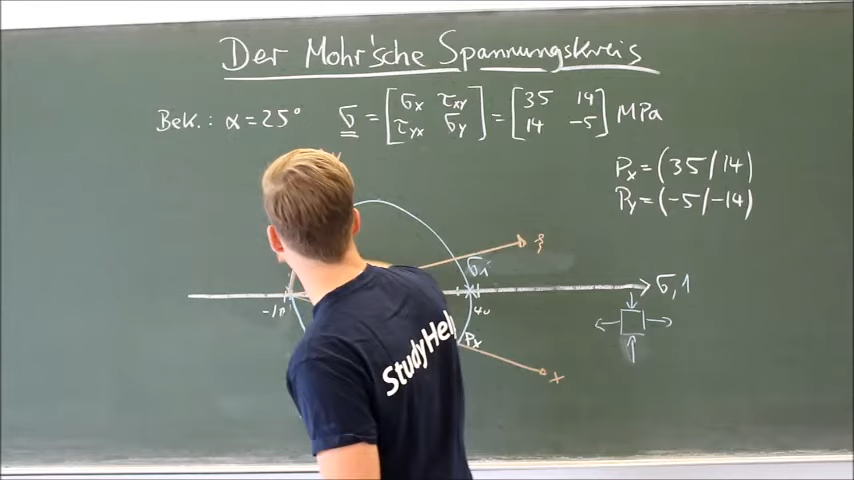 Der Mohr'sche Spannungskreis
Bek.: α = 25° σ = [σx τxy; τyx σy] = [35 14; 14 -5] MPa
Px = (35/14)
Py = (-5/-14)
ξ
σ,1
-10
40
Px
x
StudyHelp